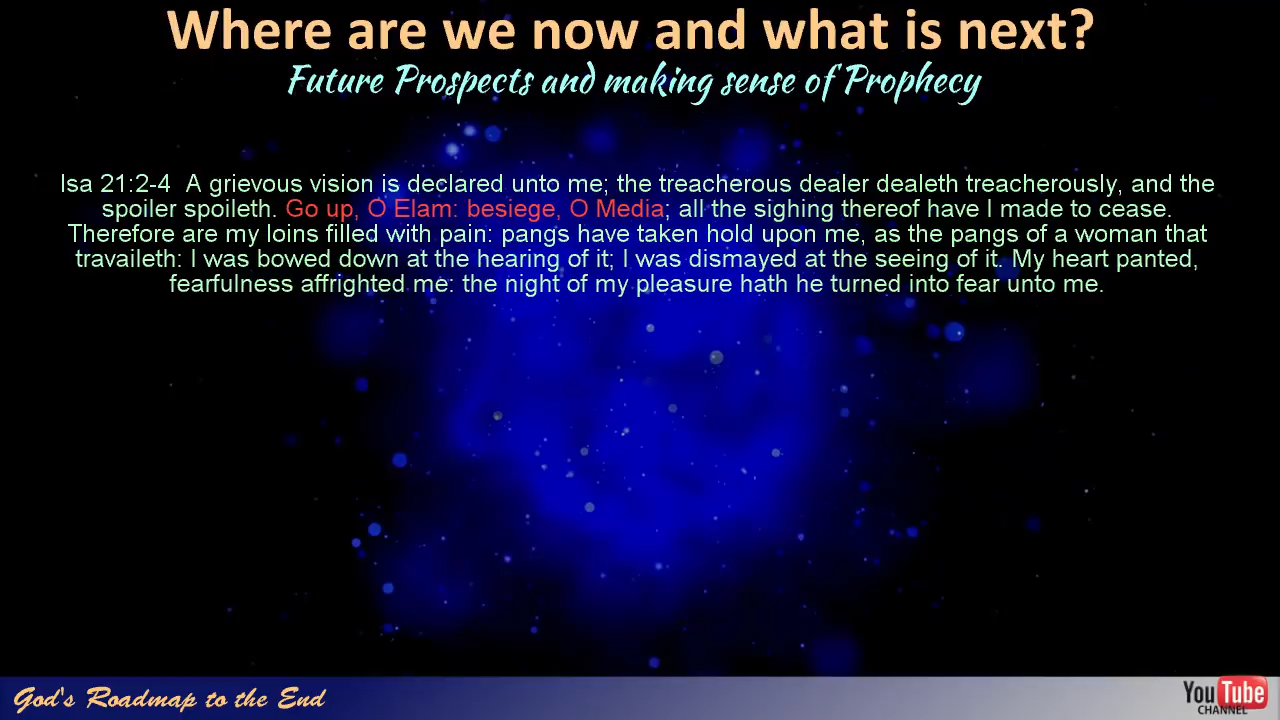 Where are we now and what is next?
Future Prospects and making sense of Prophecy
Isa 21:2-4  A grievous vision is declared unto me; the treacherous dealer dealeth treacherously, and the
spoiler spoileth. Go up, O Elam: besiege, O Media; all the sighing thereof have I made to cease.
Therefore are my loins filled with pain: pangs have taken hold upon me, as the pangs of a woman that
travaileth: I was bowed down at the hearing of it; I was dismayed at the seeing of it. My heart panted,
fearfulness affrighted me: the night of my pleasure hath he turned into fear unto me.
God's Roadmap to the End
YouTube
CHANNEL